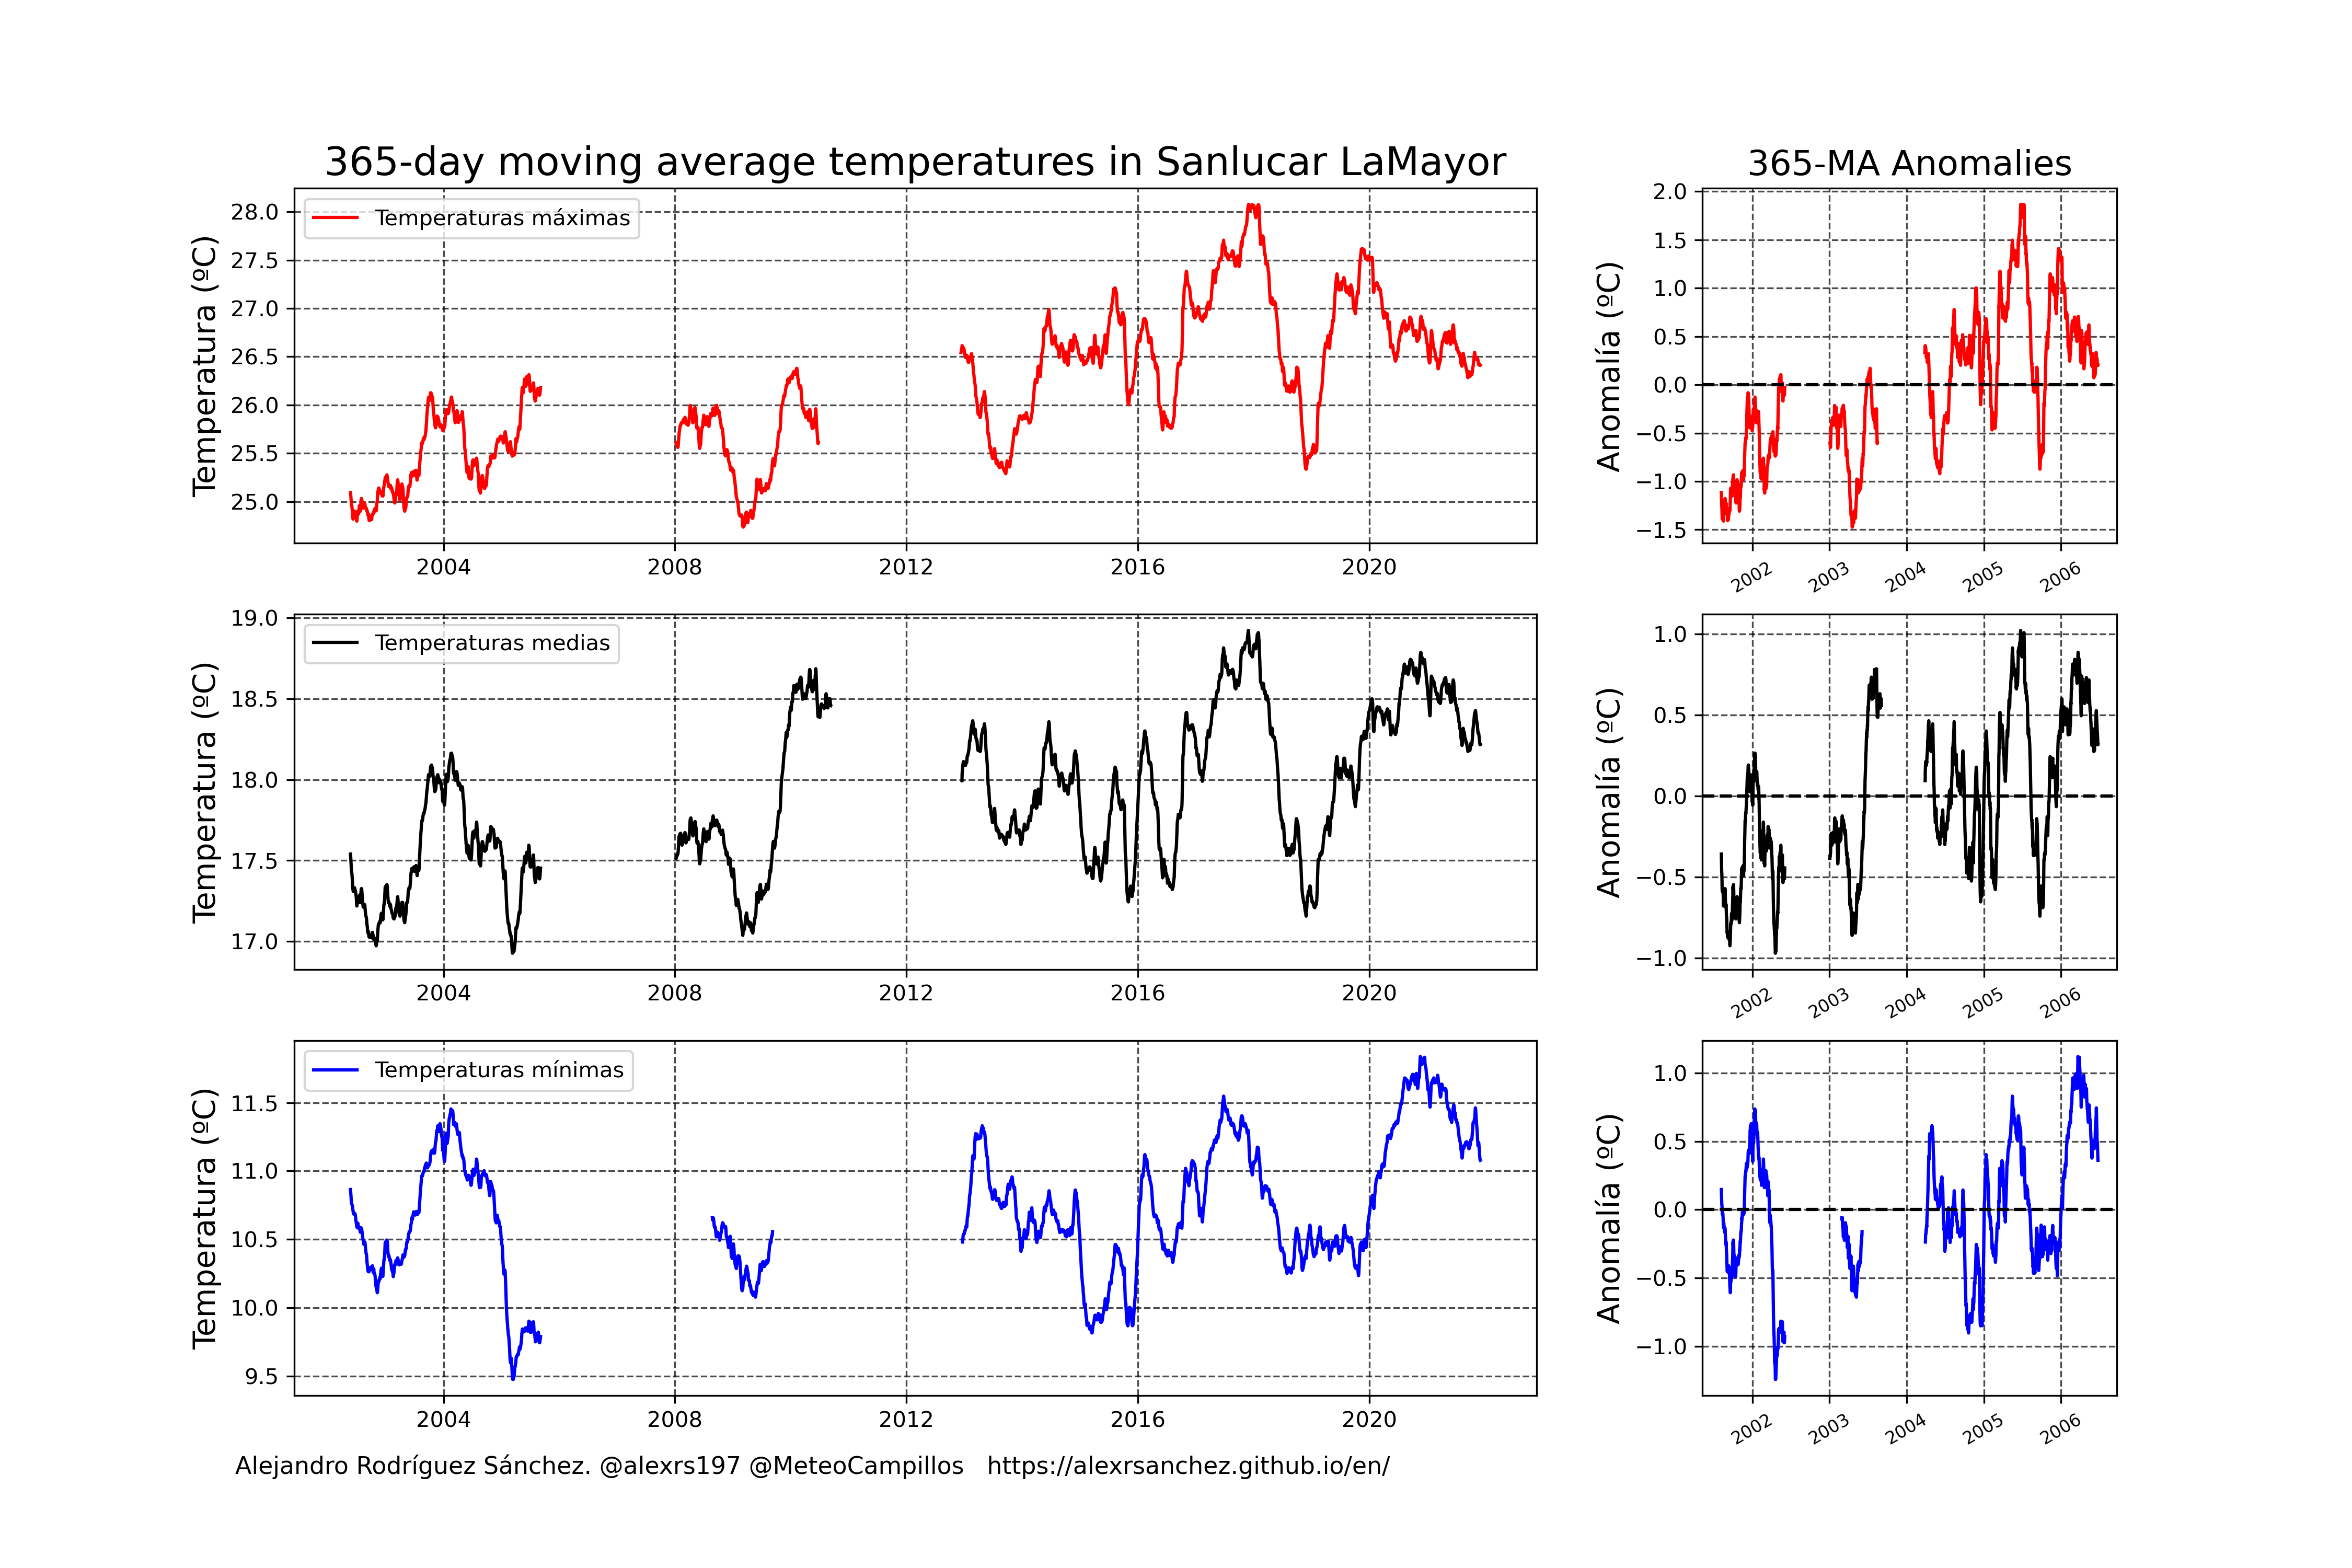 365-day moving average temperatures in Sanlucar LaMayor
365-MA Anomalies
Temperatura (ºC)
28.0
27.5
27.0
26.5
26.0
25.5
25.0
Temperaturas máximas
2004 2008 2012 2016 2020
Anomalía (ºC)
2.0
1.5
1.0
0.5
0.0
−0.5
−1.0
−1.5
2002 2003 2004 2005 2006
Temperatura (ºC)
19.0
18.5
18.0
17.5
17.0
Temperaturas medias
2004 2008 2012 2016 2020
Anomalía (ºC)
1.0
0.5
0.0
−0.5
−1.0
2002 2003 2004 2005 2006
Temperatura (ºC)
11.5
11.0
10.5
10.0
9.5
Temperaturas mínimas
2004 2008 2012 2016 2020
Anomalía (ºC)
1.0
0.5
0.0
−0.5
−1.0
2002 2003 2004 2005 2006
Alejandro Rodríguez Sánchez. @alexrs197 @MeteoCampillos https://alexrsanchez.github.io/en/